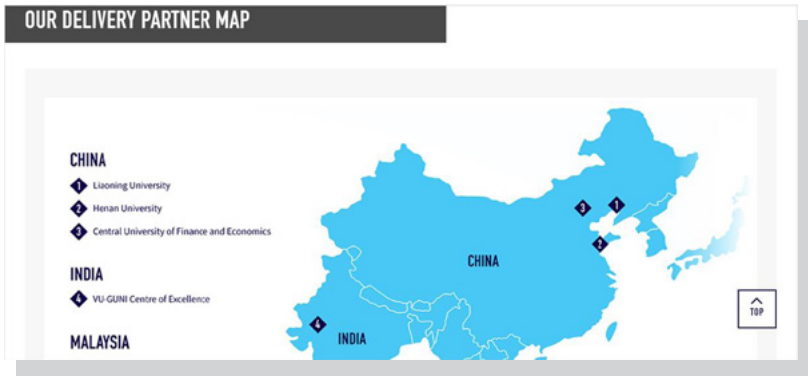 OUR DELIVERY PARTNER MAP
CHINA
1 Liaoning University
2 Henan University
3 Central University of Finance and Economics
INDIA
4 VU-GUNI Centre of Excellence
MALAYSIA
3
1
2
CHINA
4
INDIA
TOP